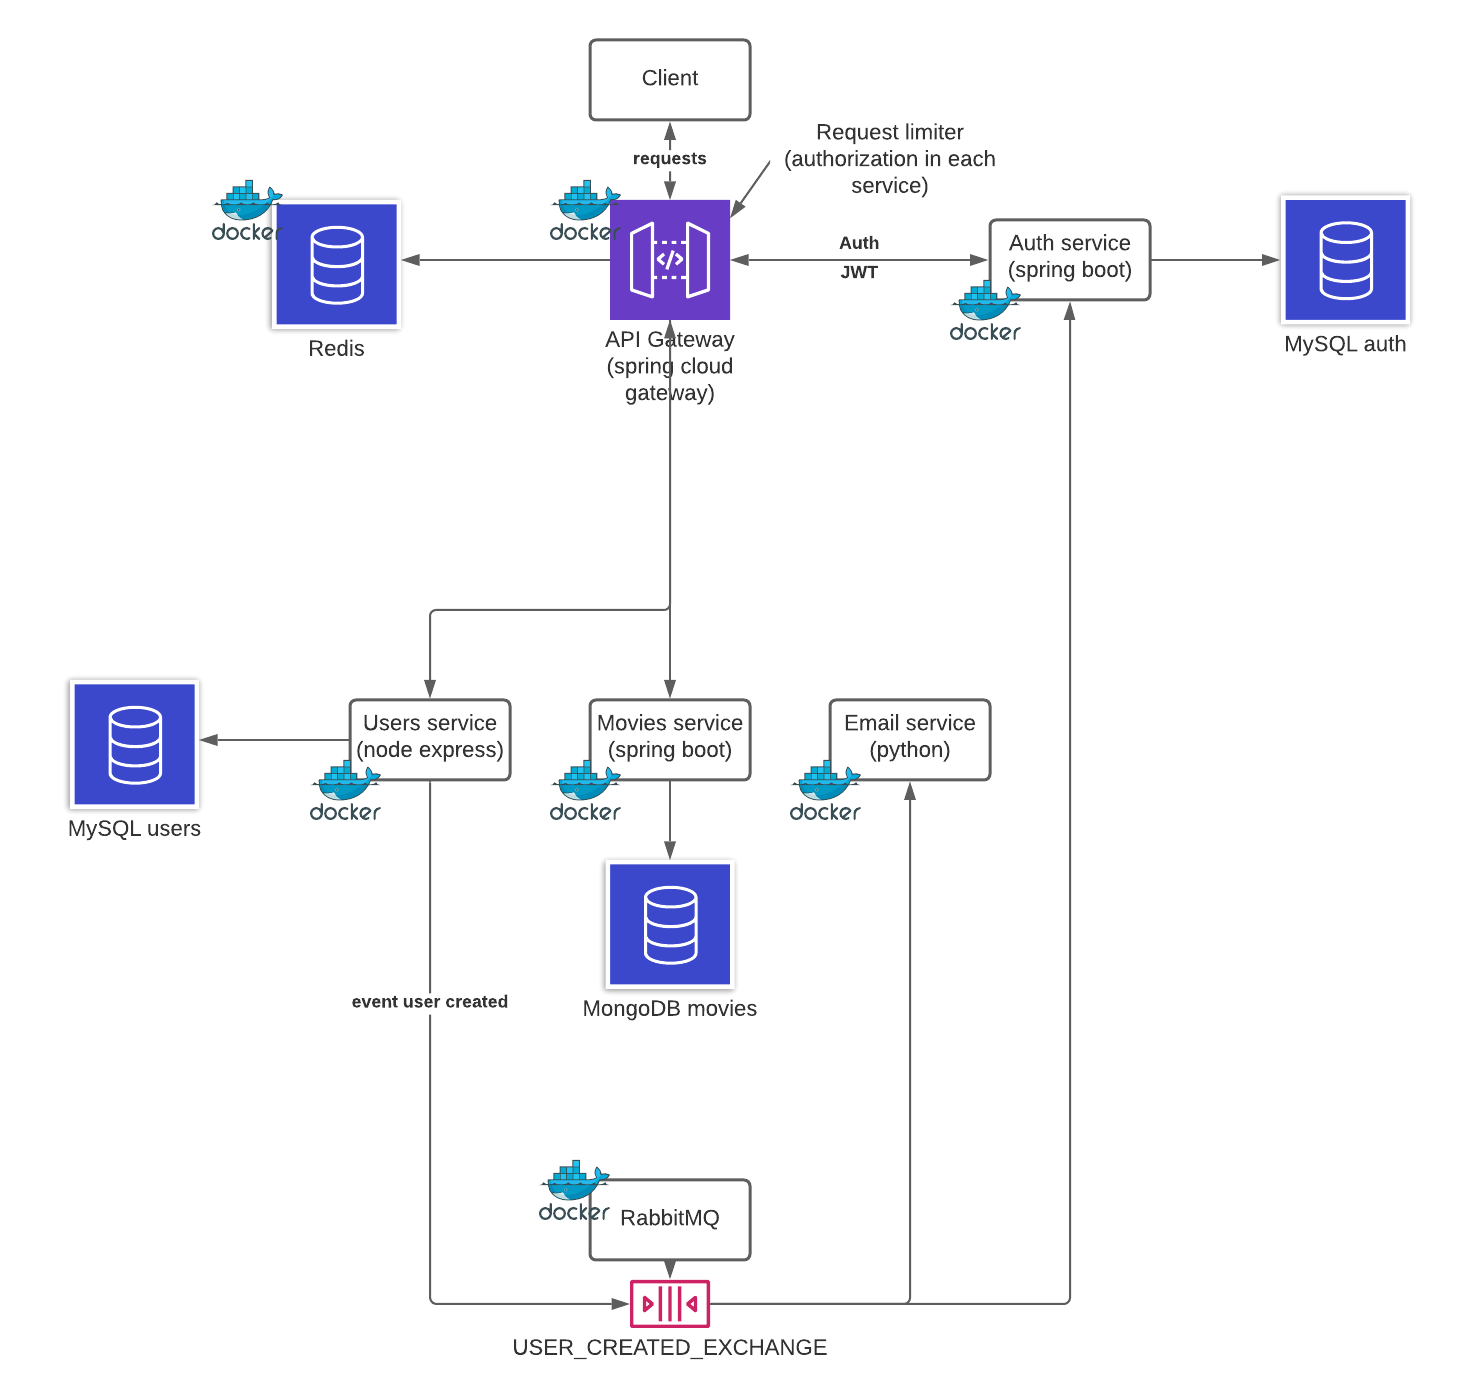 Client
requests
Request limiter
(authorization in each
service)
docker
docker
Auth
JWT
Auth service
(spring boot)
docker
Redis
API Gateway
(spring cloud
gateway)
MySQL auth
Users service
(node express)
docker
Movies service
(spring boot)
docker
Email service
(python)
docker
MySQL users
event user created
MongoDB movies
docker
RabbitMQ
USER_CREATED_EXCHANGE